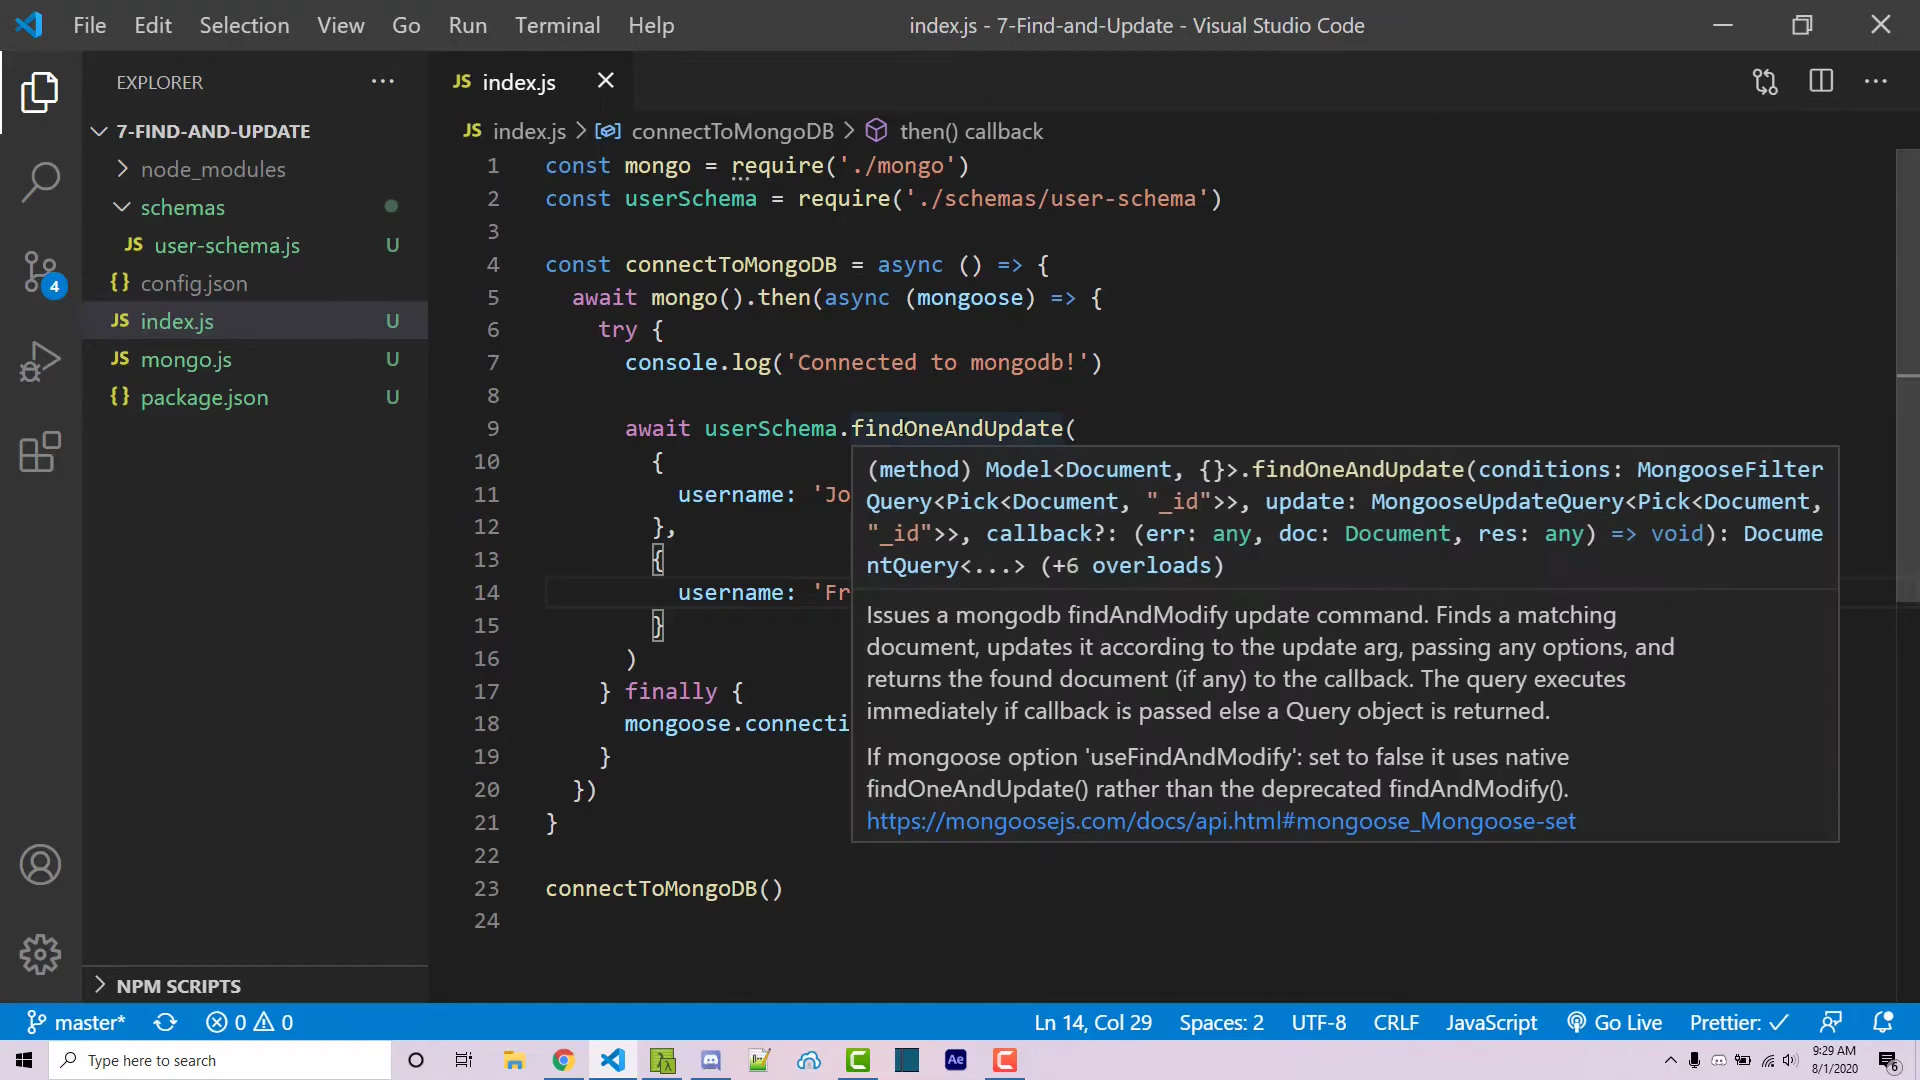 File Edit Selection View Go Run Terminal Help index.js - 7-Find-and-Update - Visual Studio Code
EXPLORER ···
7-FIND-AND-UPDATE
node_modules
schemas
JS user-schema.js U
{} config.json
JS index.js U
JS mongo.js U
{} package.json U
NPM SCRIPTS
4
JS index.js
JS index.js > connectToMongoDB > then() callback
1 const mongo = require('./mongo')
2 const userSchema = require('./schemas/user-schema')
3
4 const connectToMongoDB = async () => {
5 await mongo().then(async (mongoose) => {
6 try {
7 console.log('Connected to mongodb!')
8
9 await userSchema.findOneAndUpdate(
10 {
11 username: 'Jo
12 },
13 {
14 username: 'Fr
15 }
16 )
17 } finally {
18 mongoose.connecti
19 }
20 })
21 }
22
23 connectToMongoDB()
24
(method) Model<Document, {}>.findOneAndUpdate(conditions: MongooseFilter
Query<Pick<Document, "_id">>, update: MongooseUpdateQuery<Pick<Document,
"_id">>, callback?: (err: any, doc: Document, res: any) => void): Docume
ntQuery<...> (+6 overloads)
Issues a mongodb findAndModify update command. Finds a matching
document, updates it according to the update arg, passing any options, and
returns the found document (if any) to the callback. The query executes
immediately if callback is passed else a Query object is returned.
If mongoose option 'useFindAndModify': set to false it uses native
findOneAndUpdate() rather than the deprecated findAndModify().
https://mongoosejs.com/docs/api.html#mongoose_Mongoose-set
master* 0 0 Ln 14, Col 29 Spaces: 2 UTF-8 CRLF JavaScript Go Live Prettier: ✓
Type here to search
Ae
9:29 AM
8/1/2020
6